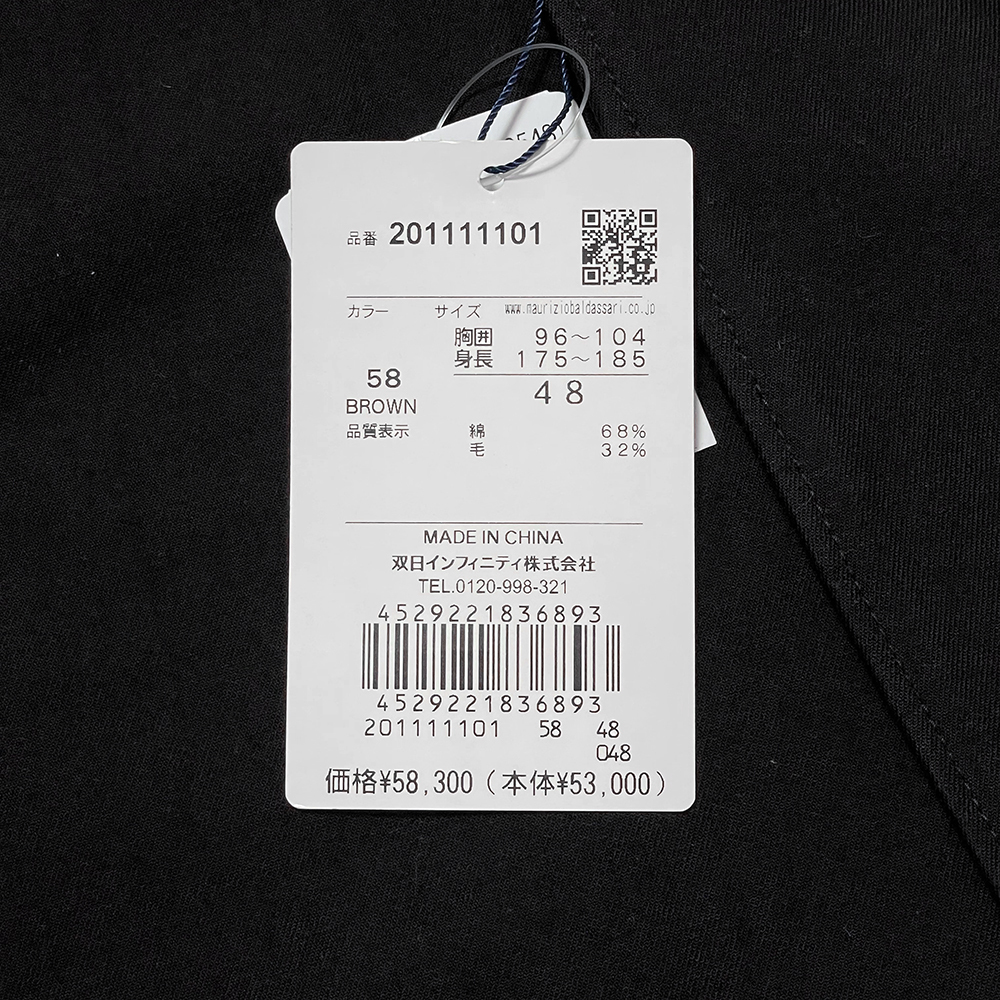 品番 201111101
カラー サイズ www.mauriziobaldassari.co.jp
胸囲 96～104
身長 175～185
58 48
BROWN
品質表示 綿 68%
毛 32%
MADE IN CHINA
双日インフィニティ株式会社
TEL.0120-998-321
4529221836893
4529221836893
201111101 58 48
048
価格¥58,300（本体¥53,000）